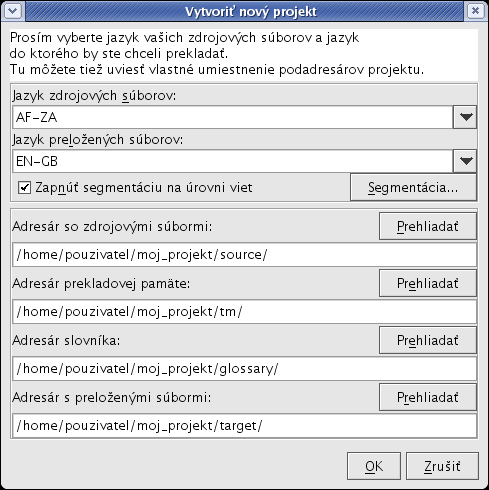 Vytvoriť nový projekt
Prosím vyberte jazyk vašich zdrojových súborov a jazyk
do ktorého by ste chceli prekladať.
Tu môžete tiež uviesť vlastné umiestnenie podadresárov projektu.
Jazyk zdrojových súborov:
AF-ZA
Jazyk preložených súborov:
EN-GB
Zapnúť segmentáciu na úrovni viet
Segmentácia...
Adresár so zdrojovými súbormi:
Prehliadať
/home/pouzivatel/moj_projekt/source/
Adresár prekladovej pamäte:
Prehliadať
/home/pouzivatel/moj_projekt/tm/
Adresár slovníka:
Prehliadať
/home/pouzivatel/moj_projekt/glossary/
Adresár s preloženými súbormi:
Prehliadať
/home/pouzivatel/moj_projekt/target/
OK
Zrušiť